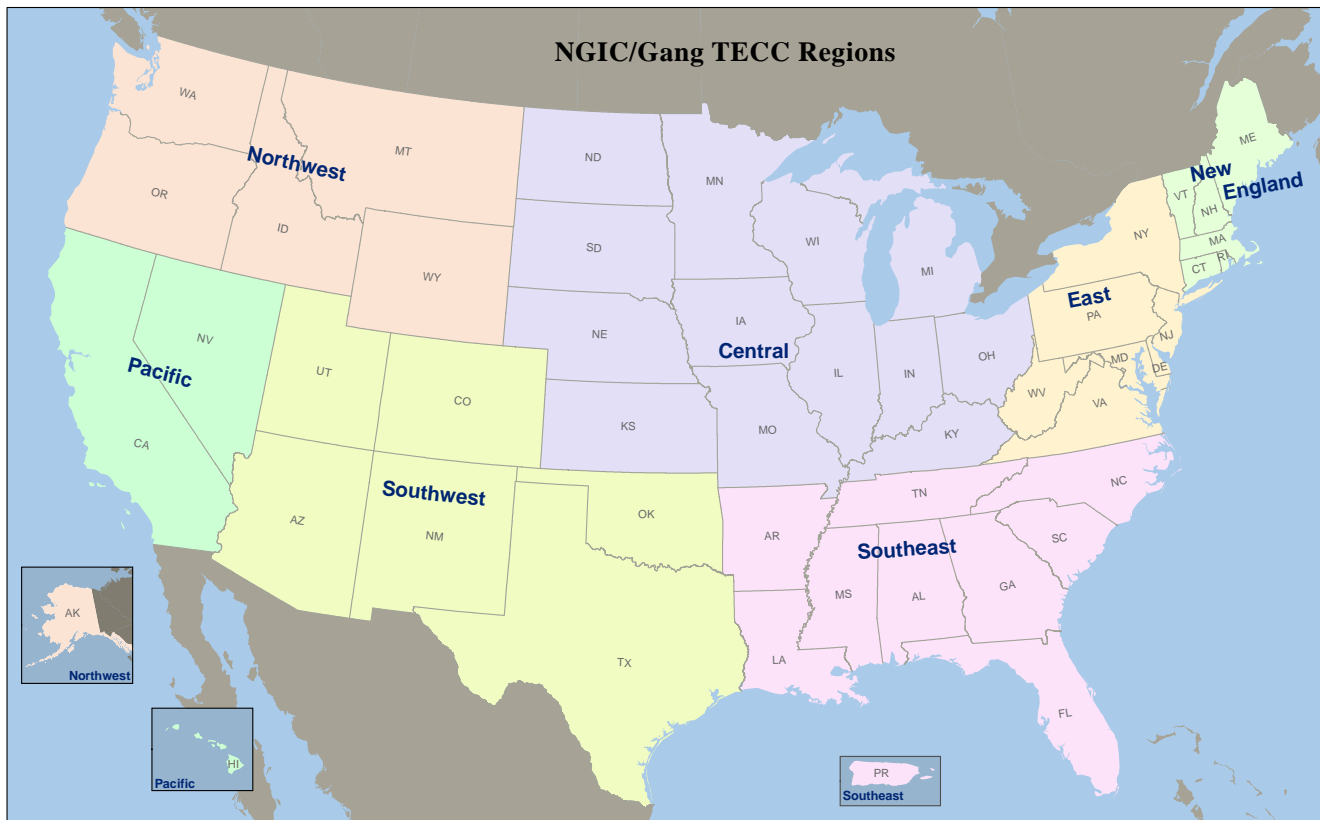 NGIC/Gang TECC Regions
WA
MT
ND
MN
ME
Northwest
OR
ID
WY
SD
WI
MI
New
England
VT
NH
NY
MA
CT
RI
East
PA
NJ
NV
Pacific
UT
CO
NE
IA
Central
IL
IN
OH
MD
DE
WV
VA
CA
KS
MO
KY
Southwest
AZ
NM
OK
AR
TN
NC
SC
Southeast
MS
AL
GA
TX
LA
FL
AK
Northwest
HI
Pacific
PR
Southeast